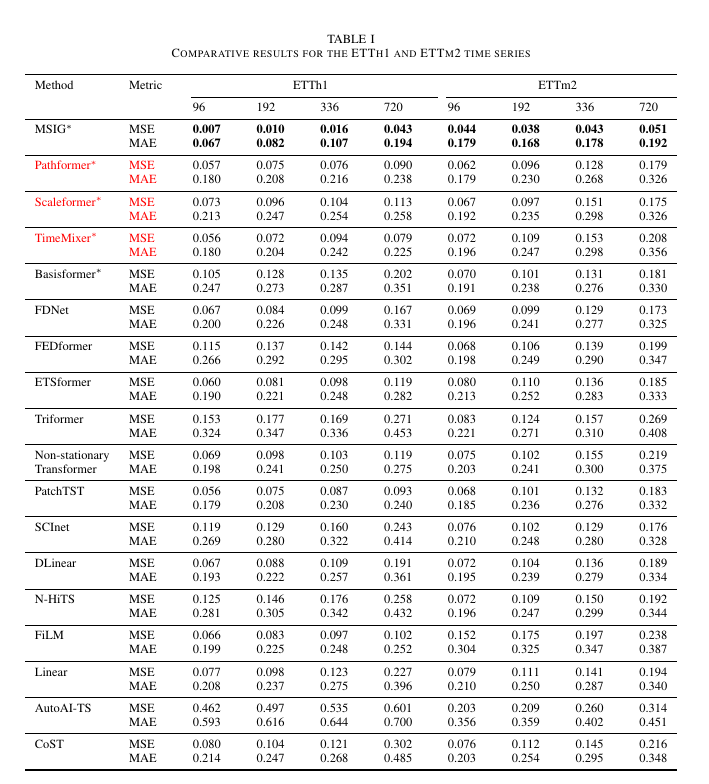 TABLE I
COMPARATIVE RESULTS FOR THE ETTH1 AND ETTM2 TIME SERIES
Method Metric ETTh1 ETTm2
96 192 336 720 96 192 336 720
MSIG* MSE 0.007 0.010 0.016 0.043 0.044 0.038 0.043 0.051
MAE 0.067 0.082 0.107 0.194 0.179 0.168 0.178 0.192
Pathformer* MSE 0.057 0.075 0.076 0.090 0.062 0.096 0.128 0.179
MAE 0.180 0.208 0.216 0.238 0.179 0.230 0.268 0.326
Scaleformer* MSE 0.073 0.096 0.104 0.113 0.067 0.097 0.151 0.175
MAE 0.213 0.247 0.254 0.258 0.192 0.235 0.298 0.326
TimeMixer* MSE 0.056 0.072 0.094 0.079 0.072 0.109 0.153 0.208
MAE 0.180 0.204 0.242 0.225 0.196 0.247 0.298 0.356
Basisformer* MSE 0.105 0.128 0.135 0.202 0.070 0.101 0.131 0.181
MAE 0.247 0.273 0.287 0.351 0.191 0.238 0.276 0.330
FDNet MSE 0.067 0.084 0.099 0.167 0.069 0.099 0.129 0.173
MAE 0.200 0.226 0.248 0.331 0.196 0.241 0.277 0.325
FEDformer MSE 0.115 0.137 0.142 0.144 0.068 0.106 0.139 0.199
MAE 0.266 0.292 0.295 0.302 0.198 0.249 0.290 0.347
ETSformer MSE 0.060 0.081 0.098 0.119 0.080 0.110 0.136 0.185
MAE 0.190 0.221 0.248 0.282 0.213 0.252 0.283 0.333
Triformer MSE 0.153 0.177 0.169 0.271 0.083 0.124 0.157 0.269
MAE 0.324 0.347 0.336 0.453 0.221 0.271 0.310 0.408
Non-stationary MSE 0.069 0.098 0.103 0.119 0.075 0.102 0.155 0.219
Transformer MAE 0.198 0.241 0.250 0.275 0.203 0.241 0.300 0.375
PatchTST MSE 0.056 0.075 0.087 0.093 0.068 0.101 0.132 0.183
MAE 0.179 0.208 0.230 0.240 0.185 0.236 0.276 0.332
SCInet MSE 0.119 0.129 0.160 0.243 0.076 0.102 0.129 0.176
MAE 0.269 0.280 0.322 0.414 0.210 0.248 0.280 0.328
DLinear MSE 0.067 0.088 0.109 0.191 0.072 0.104 0.136 0.189
MAE 0.193 0.222 0.257 0.361 0.195 0.239 0.279 0.334
N-HiTS MSE 0.125 0.146 0.176 0.258 0.072 0.109 0.150 0.192
MAE 0.281 0.305 0.342 0.432 0.196 0.247 0.299 0.344
FiLM MSE 0.066 0.083 0.097 0.102 0.152 0.175 0.197 0.238
MAE 0.199 0.225 0.248 0.252 0.304 0.325 0.347 0.387
Linear MSE 0.077 0.098 0.123 0.227 0.079 0.111 0.141 0.194
MAE 0.208 0.237 0.275 0.396 0.210 0.250 0.287 0.340
AutoAI-TS MSE 0.462 0.497 0.535 0.601 0.203 0.209 0.260 0.314
MAE 0.593 0.616 0.644 0.700 0.356 0.359 0.402 0.451
CoST MSE 0.080 0.104 0.121 0.302 0.076 0.112 0.145 0.216
MAE 0.214 0.247 0.268 0.485 0.203 0.254 0.295 0.348